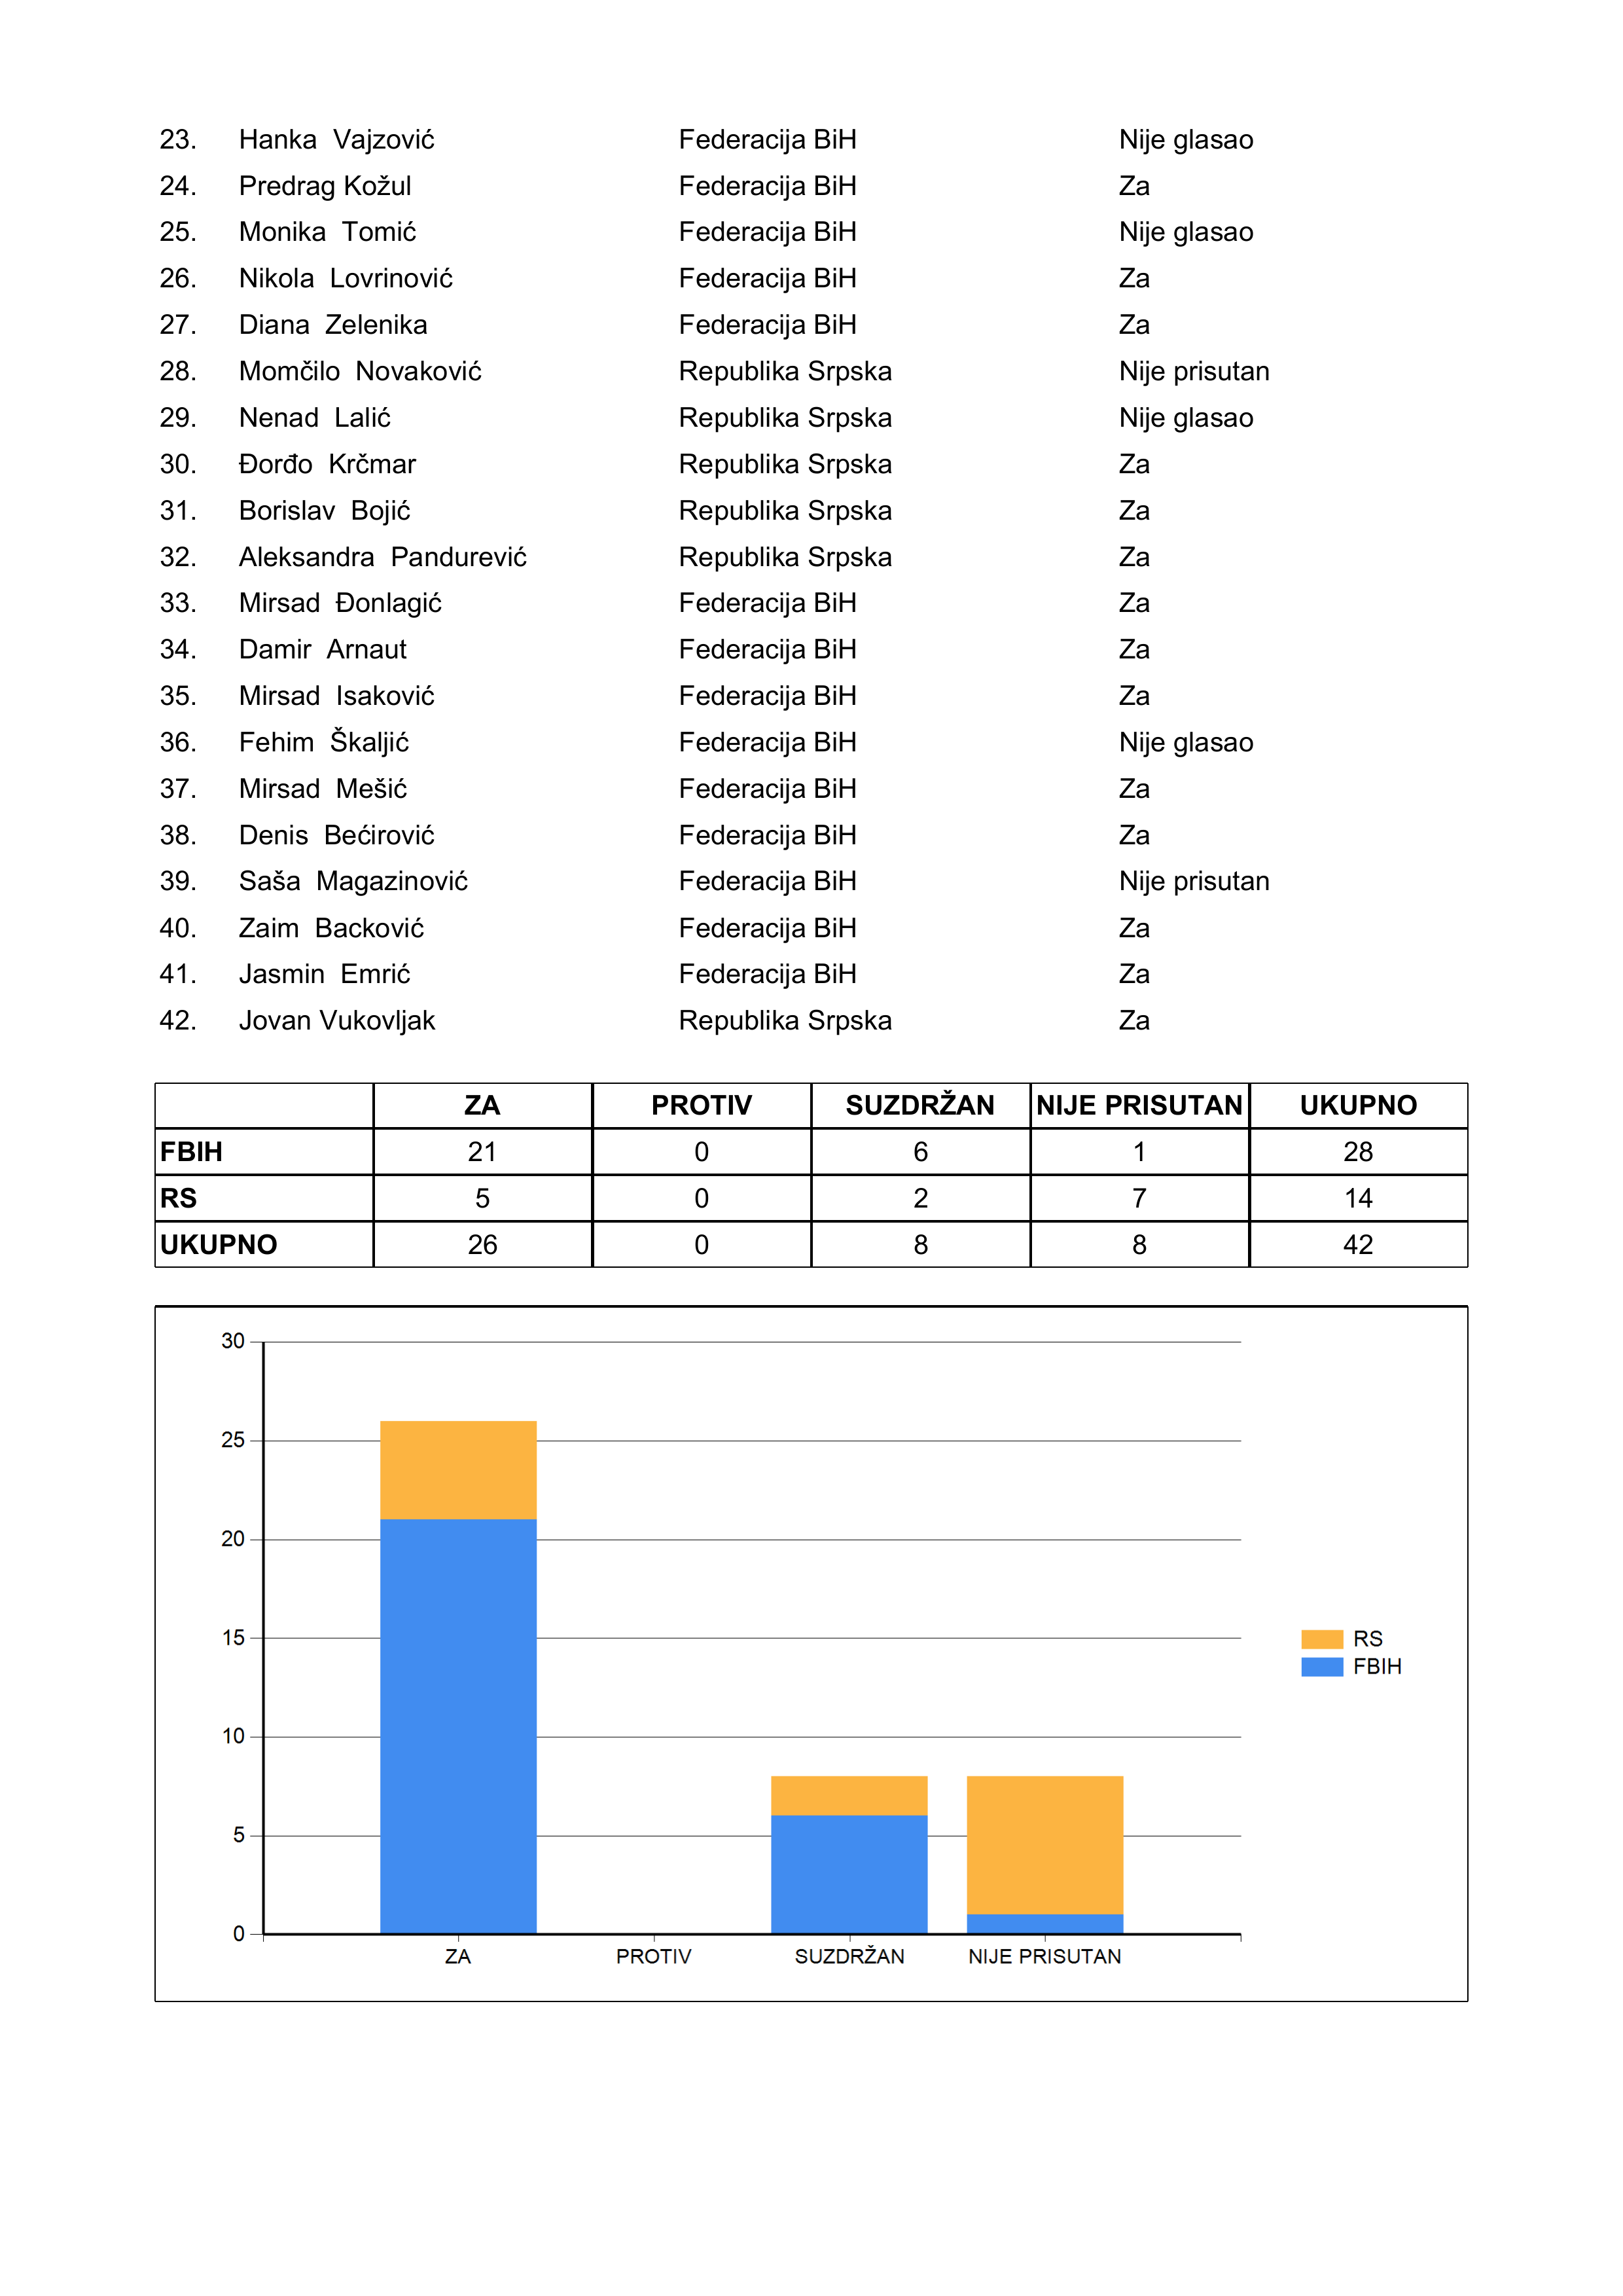 23. Hanka Vajzović Federacija BiH Nije glasao
24. Predrag Kožul Federacija BiH Za
25. Monika Tomić Federacija BiH Nije glasao
26. Nikola Lovrinović Federacija BiH Za
27. Diana Zelenika Federacija BiH Za
28. Momčilo Novaković Republika Srpska Nije prisutan
29. Nenad Lalić Republika Srpska Nije glasao
30. Đorđo Krčmar Republika Srpska Za
31. Borislav Bojić Republika Srpska Za
32. Aleksandra Pandurević Republika Srpska Za
33. Mirsad Đonlagić Federacija BiH Za
34. Damir Arnaut Federacija BiH Za
35. Mirsad Isaković Federacija BiH Za
36. Fehim Škaljić Federacija BiH Nije glasao
37. Mirsad Mešić Federacija BiH Za
38. Denis Bećirović Federacija BiH Za
39. Saša Magazinović Federacija BiH Nije prisutan
40. Zaim Backović Federacija BiH Za
41. Jasmin Emrić Federacija BiH Za
42. Jovan Vukovljak Republika Srpska Za
ZA PROTIV SUZDRŽAN NIJE PRISUTAN UKUPNO
FBIH 21 0 6 1 28
RS 5 0 2 7 14
UKUPNO 26 0 8 8 42
30
25
20
15
10
5
0
ZA PROTIV SUZDRŽAN NIJE PRISUTAN
RS
FBIH